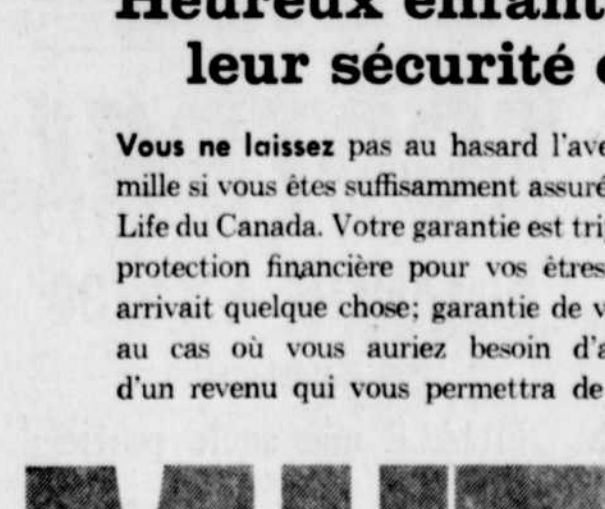 Heureux enfant
leur sécurité
Vous ne laissez pas au hasard l'ave
mille si vous êtes suffisamment assuré
Life du Canada. Votre garantie est tri
protection financière pour vos êtres
arrivait quelque chose; garantie de v
au cas où vous auriez besoin d'a
d'un revenu qui vous permettra de